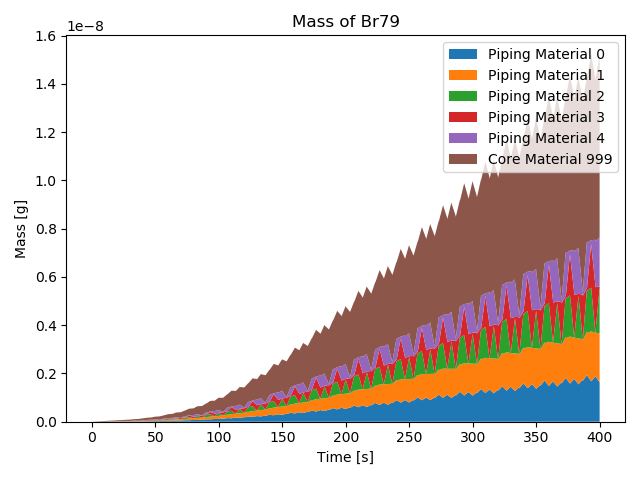 Mass of Br79
1e−8
1.6
1.4
1.2
1.0
0.8
0.6
0.4
0.2
0.0
Mass [g]
Piping Material 0
Piping Material 1
Piping Material 2
Piping Material 3
Piping Material 4
Core Material 999
0 50 100 150 200 250 300 350 400
Time [s]